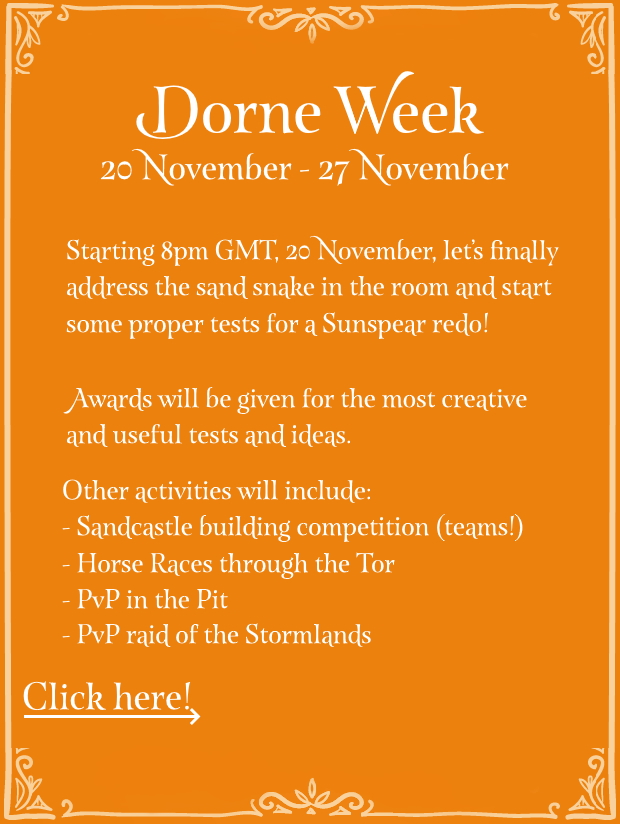 Dorne Week
20 November - 27 November
Starting 8pm GMT, 20 November, let's finally
address the sand snake in the room and start
some proper tests for a Sunspear redo!
Awards will be given for the most creative
and useful tests and ideas.
Other activities will include:
- Sandcastle building competition (teams!)
- Horse Races through the Tor
- PvP in the Pit
- PvP raid of the Stormlands
Click here!